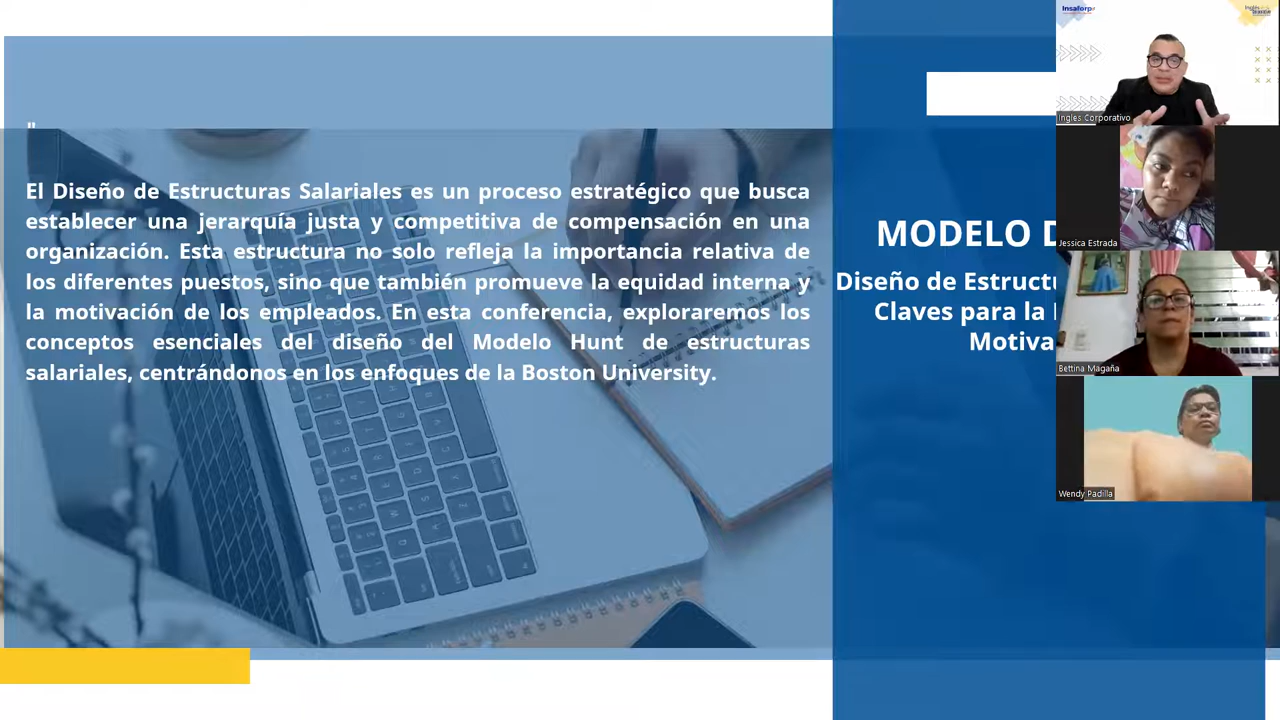 "
El Diseño de Estructuras Salariales es un proceso estratégico que busca
establecer una jerarquía justa y competitiva de compensación en una
organización. Esta estructura no solo refleja la importancia relativa de
los diferentes puestos, sino que también promueve la equidad interna y
la motivación de los empleados. En esta conferencia, exploraremos los
conceptos esenciales del diseño del Modelo Hunt de estructuras
salariales, centrándonos en los enfoques de la Boston University.
MODELO D
Diseño de Estructu
Claves para la
Motiva
Insaforp
Ingles Corporativo
Jessica Estrada
Bettina Magaña
Wendy Padilla